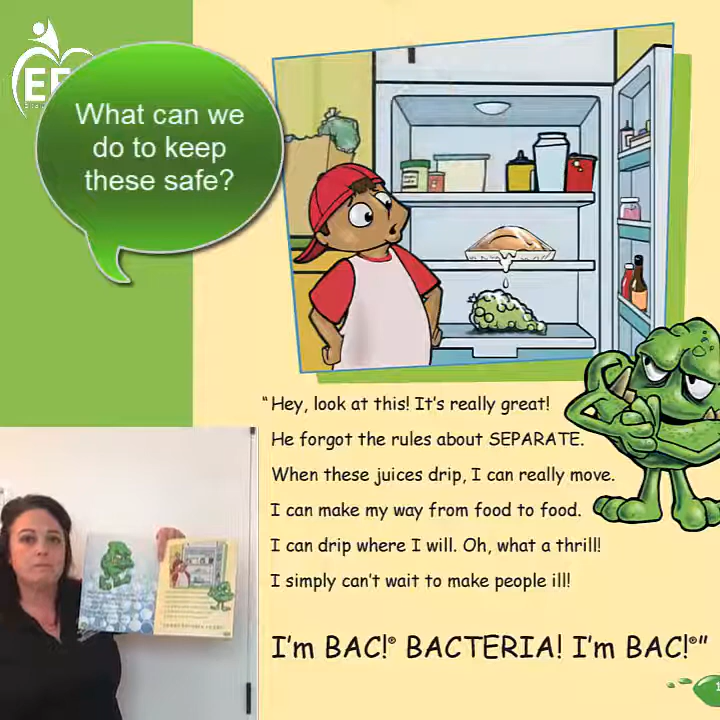 What can we
do to keep
these safe?
"Hey, look at this! It's really great!
He forgot the rules about SEPARATE.
When these juices drip, I can really move.
I can make my way from food to food.
I can drip where I will. Oh, what a thrill!
I simply can't wait to make people ill!
I'm BAC!® BACTERIA! I'm BAC!®"